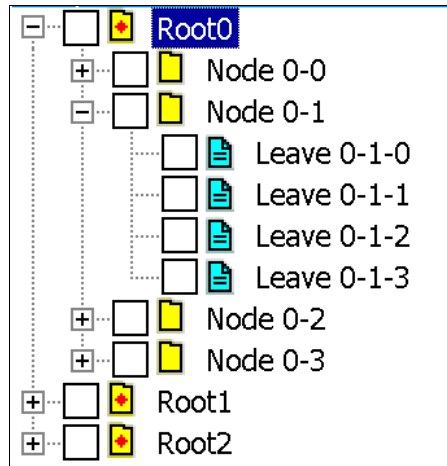 Root0
Node 0-0
Node 0-1
Leave 0-1-0
Leave 0-1-1
Leave 0-1-2
Leave 0-1-3
Node 0-2
Node 0-3
Root1
Root2